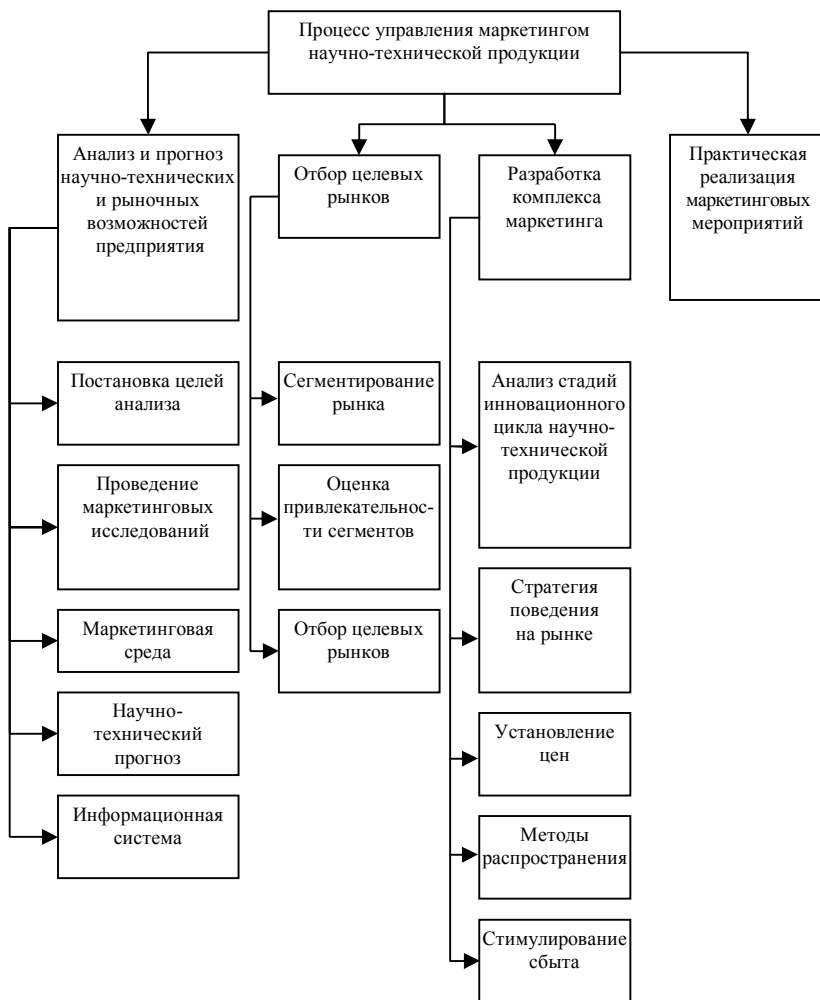 Процесс управления маркетингом
научно-технической продукции
Анализ и прогноз
научно-технических
и рыночных
возможностей
предприятия
Отбор целевых
рынков
Разработка
комплекса
маркетинга
Практическая
реализация
маркетинговых
мероприятий
Постановка целей
анализа
Проведение
маркетинговых
исследований
Маркетинговая
среда
Научно-
технический
прогноз
Информационная
система
Сегментирование
рынка
Оценка
привлекательнос-
ти сегментов
Отбор целевых
рынков
Анализ стадий
инновационного
цикла научно-
технической
продукции
Стратегия
поведения
на рынке
Установление
цен
Методы
распространения
Стимулирование
сбыта